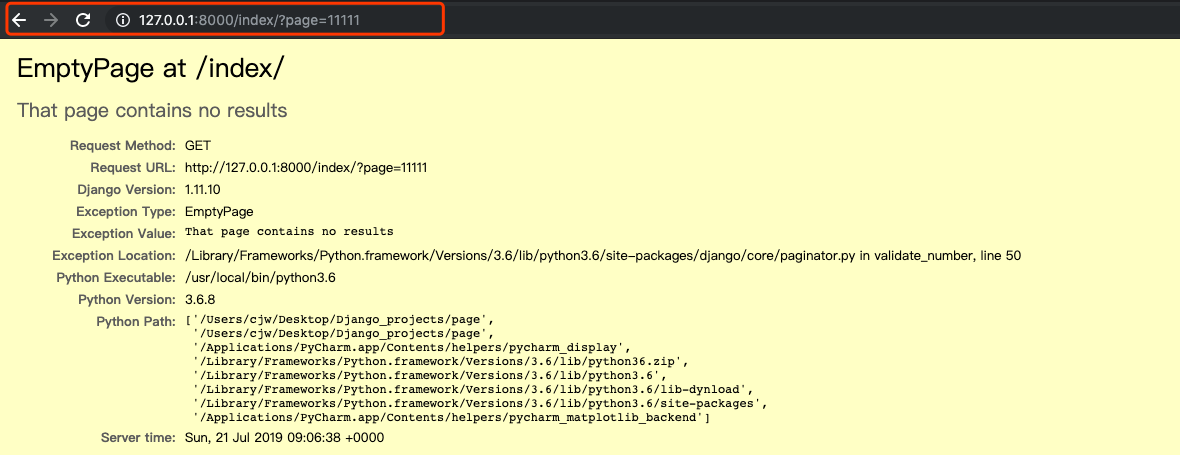 127.0.0.1:8000/index/?page=11111
EmptyPage at /index/
That page contains no results
Request Method: GET
Request URL: http://127.0.0.1:8000/index/?page=11111
Django Version: 1.11.10
Exception Type: EmptyPage
Exception Value: That page contains no results
Exception Location: /Library/Frameworks/Python.framework/Versions/3.6/lib/python3.6/site-packages/django/core/paginator.py in validate_number, line 50
Python Executable: /usr/local/bin/python3.6
Python Version: 3.6.8
Python Path: ['/Users/cjw/Desktop/Django_projects/page',
'/Users/cjw/Desktop/Django_projects/page',
'/Applications/PyCharm.app/Contents/helpers/pycharm_display',
'/Library/Frameworks/Python.framework/Versions/3.6/lib/python36.zip',
'/Library/Frameworks/Python.framework/Versions/3.6/lib/python3.6',
'/Library/Frameworks/Python.framework/Versions/3.6/lib/python3.6/lib-dynload',
'/Library/Frameworks/Python.framework/Versions/3.6/lib/python3.6/site-packages',
'/Applications/PyCharm.app/Contents/helpers/pycharm_matplotlib_backend']
Server time: Sun, 21 Jul 2019 09:06:38 +0000